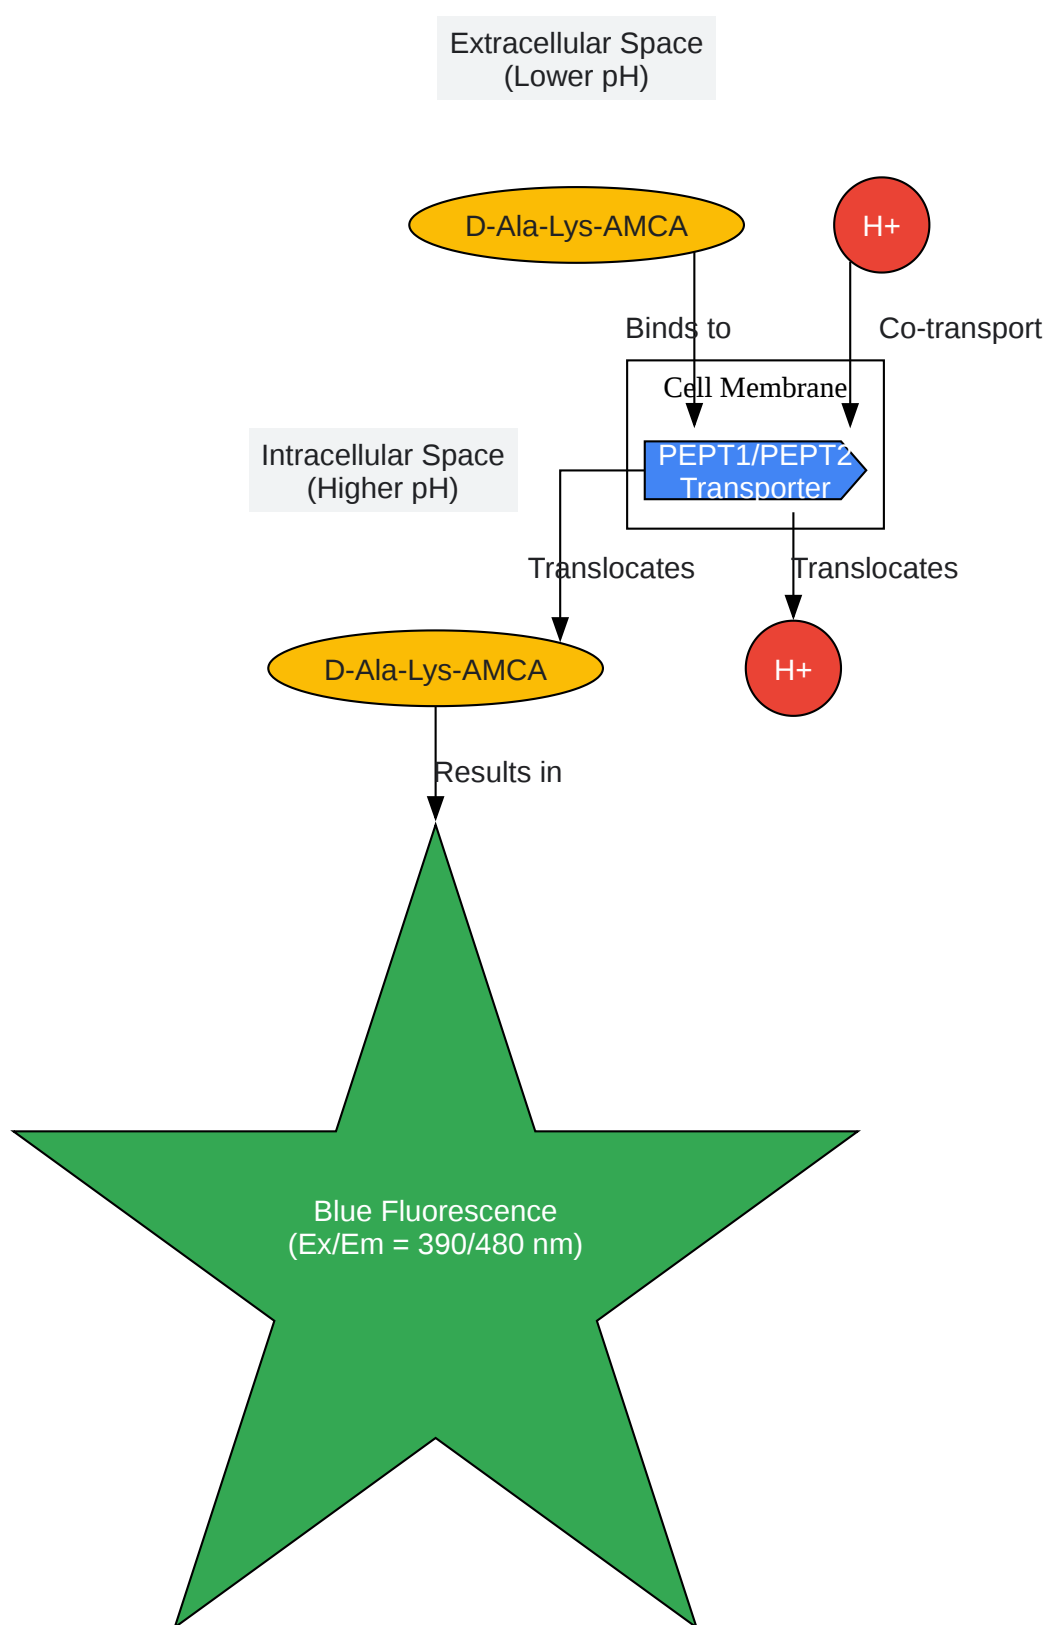 Extracellular Space
(Lower pH)
D-Ala-Lys-AMCA
H+
Binds to
Co-transport
Cell Membrane
Intracellular Space
(Higher pH)
PEPT1/PEPT2
Transporter
Translocates
Translocates
D-Ala-Lys-AMCA
H+
Results in
Blue Fluorescence
(Ex/Em = 390/480 nm)